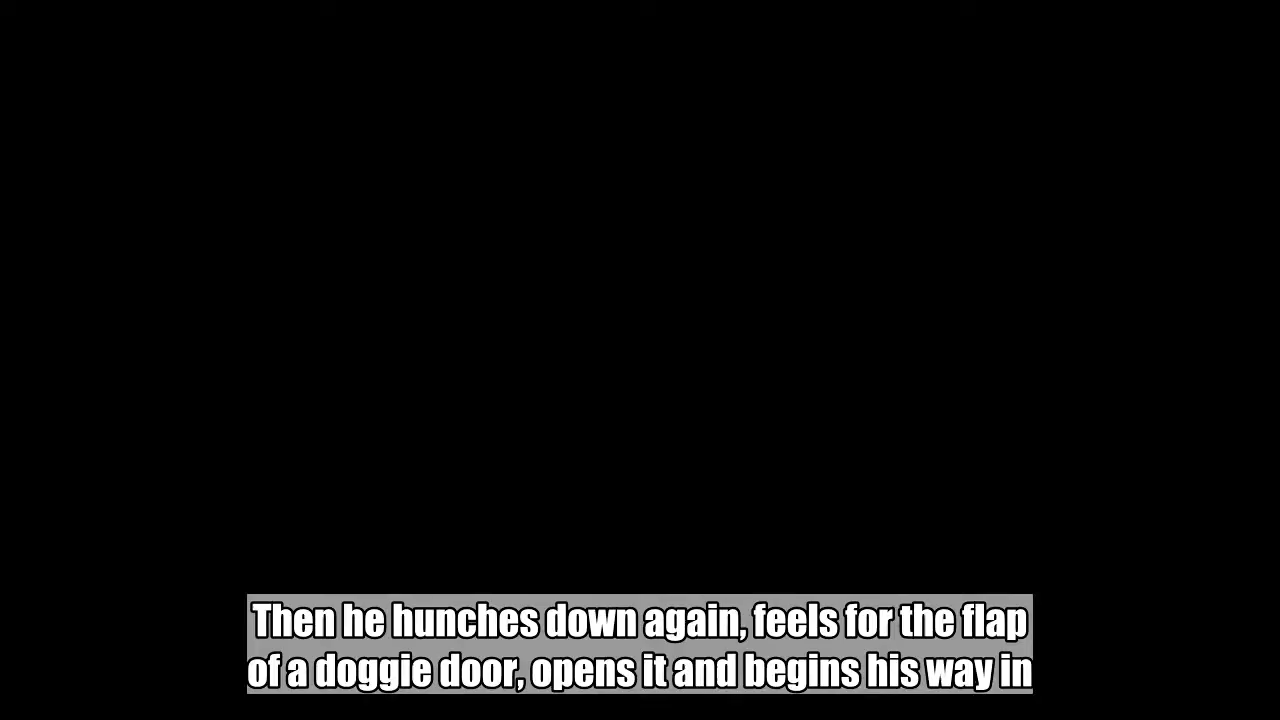 Then he hunches down again, feels for the flap
of a doggie door, opens it and begins his way in